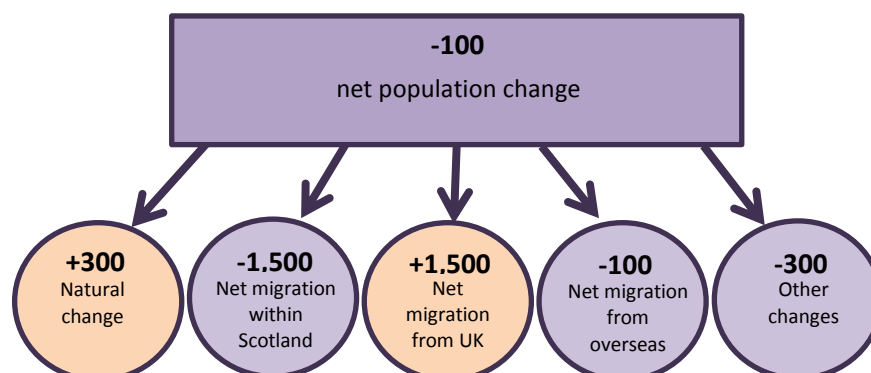 -100
net population change
+300
Natural
change
-1,500
Net migration
within
Scotland
+1,500
Net
migration
from UK
-100
Net migration
from
overseas
-300
Other
changes